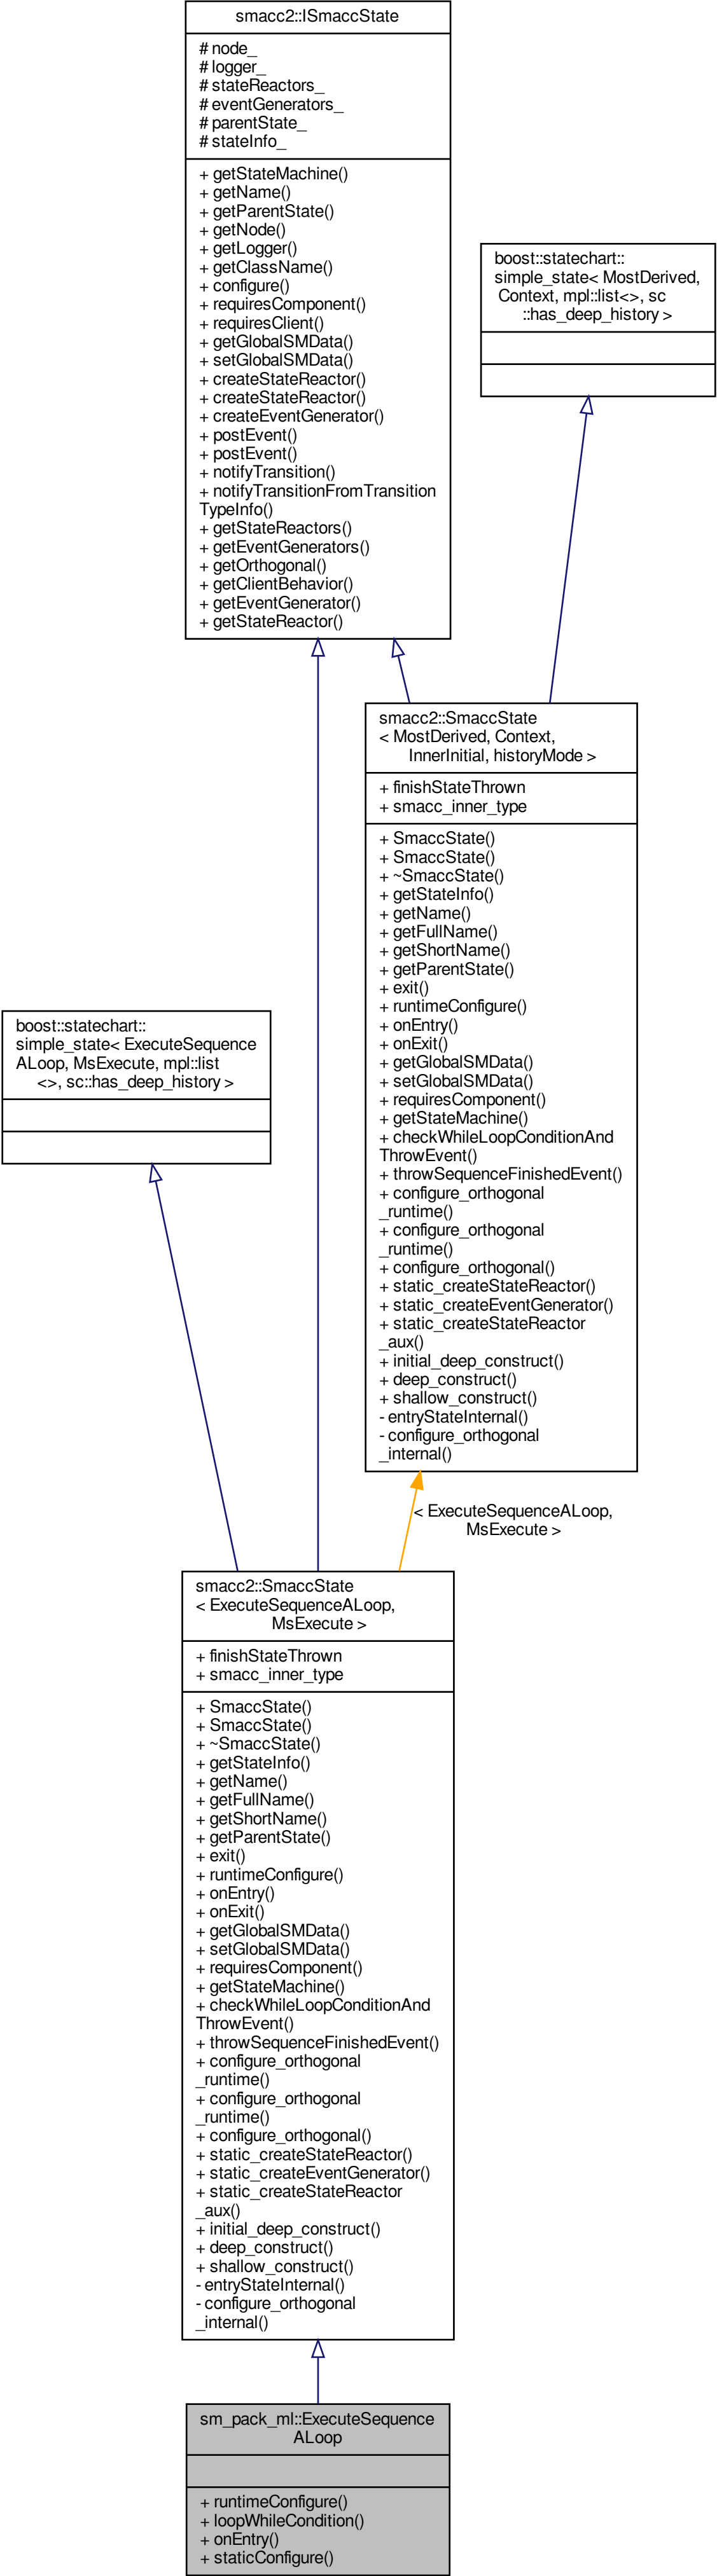 smacc2::ISmaccState
# node_
# logger_
# stateReactors_
# eventGenerators_
# parentState_
# stateInfo_
+ getStateMachine()
+ getName()
+ getParentState()
+ getNode()
+ getLogger()
+ getClassName()
+ configure()
+ requiresComponent()
+ requiresClient()
+ getGlobalSMData()
+ setGlobalSMData()
+ createStateReactor()
+ createStateReactor()
+ createEventGenerator()
+ postEvent()
+ postEvent()
+ notifyTransition()
+ notifyTransitionFromTransition
TypeInfo()
+ getStateReactors()
+ getEventGenerators()
+ getOrthogonal()
+ getClientBehavior()
+ getEventGenerator()
+ getStateReactor()
boost::statechart::
simple_state< MostDerived,
Context, mpl::list<>, sc
::has_deep_history >
smacc2::SmaccState
< MostDerived, Context,
InnerInitial, historyMode >
+ finishStateThrown
+ smacc_inner_type
+ SmaccState()
+ SmaccState()
+ ~SmaccState()
+ getStateInfo()
+ getName()
+ getFullName()
+ getShortName()
+ getParentState()
+ exit()
+ runtimeConfigure()
+ onEntry()
+ onExit()
+ getGlobalSMData()
+ setGlobalSMData()
+ requiresComponent()
+ getStateMachine()
+ checkWhileLoopConditionAnd
ThrowEvent()
+ throwSequenceFinishedEvent()
+ configure_orthogonal
_runtime()
+ configure_orthogonal
_runtime()
+ configure_orthogonal()
+ static_createStateReactor()
+ static_createEventGenerator()
+ static_createStateReactor
_aux()
+ initial_deep_construct()
+ deep_construct()
+ shallow_construct()
- entryStateInternal()
- configure_orthogonal
_internal()
boost::statechart::
simple_state< ExecuteSequence
ALoop, MsExecute, mpl::list
<>, sc::has_deep_history >
< ExecuteSequenceALoop,
MsExecute >
smacc2::SmaccState
< ExecuteSequenceALoop,
MsExecute >
+ finishStateThrown
+ smacc_inner_type
+ SmaccState()
+ SmaccState()
+ ~SmaccState()
+ getStateInfo()
+ getName()
+ getFullName()
+ getShortName()
+ getParentState()
+ exit()
+ runtimeConfigure()
+ onEntry()
+ onExit()
+ getGlobalSMData()
+ setGlobalSMData()
+ requiresComponent()
+ getStateMachine()
+ checkWhileLoopConditionAnd
ThrowEvent()
+ throwSequenceFinishedEvent()
+ configure_orthogonal
_runtime()
+ configure_orthogonal
_runtime()
+ configure_orthogonal()
+ static_createStateReactor()
+ static_createEventGenerator()
+ static_createStateReactor
_aux()
+ initial_deep_construct()
+ deep_construct()
+ shallow_construct()
- entryStateInternal()
- configure_orthogonal
_internal()
sm_pack_ml::ExecuteSequence
ALoop
+ runtimeConfigure()
+ loopWhileCondition()
+ onEntry()
+ staticConfigure()